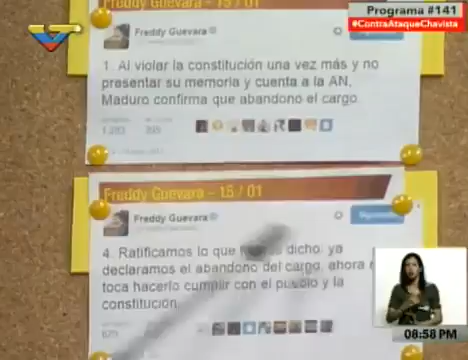 Programa #141
#ContraAtaqueChavista
Freddy Guevara - 15 / 01
Freddy Guevara
1. Al violar la constitución una vez más y no
presentar su memoria y cuenta a la AN,
Maduro confirma que abandono el cargo.
Freddy Guevara - 15 / 01
Freddy Guevara
4. Ratificamos lo que dicho: ya
declaramos el abandono del cargo, ahora
toca hacerlo cumplir con el pueblo y la
constitución.
08:58 PM